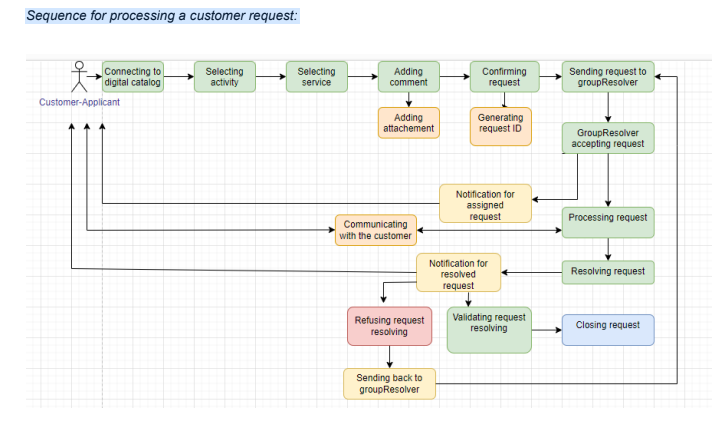 Sequence for processing a customer request:
Connecting to
digital catalog
Selecting
activity
Selecting
service
Adding
comment
Confirming
request
Sending request to
groupResolver
Customer-Applicant
Adding
attachement
Generating
request ID
GroupResolver
accepting request
Notification for
assigned
request
Processing request
Communicating
with the customer
Notification for
resolved
request
Resolving request
Refusing request
resolving
Validating request
resolving
Closing request
Sending back to
groupResolver